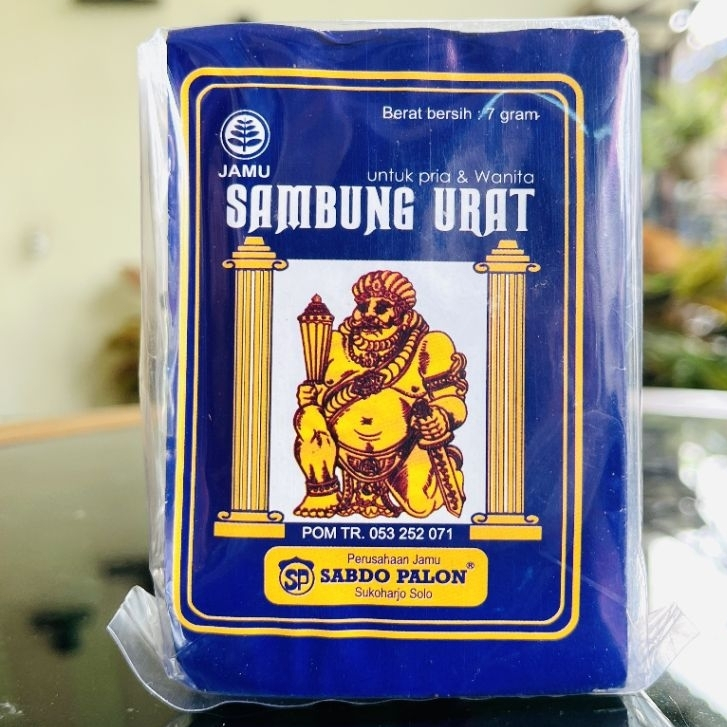 Berat bersih : 7 gram
JAMU
untuk pria & Wanita
SAMBUNG URAT
POM TR. 053 252 071
Perusahaan Jamu
SP SABDO PALON®
Sukoharjo Solo